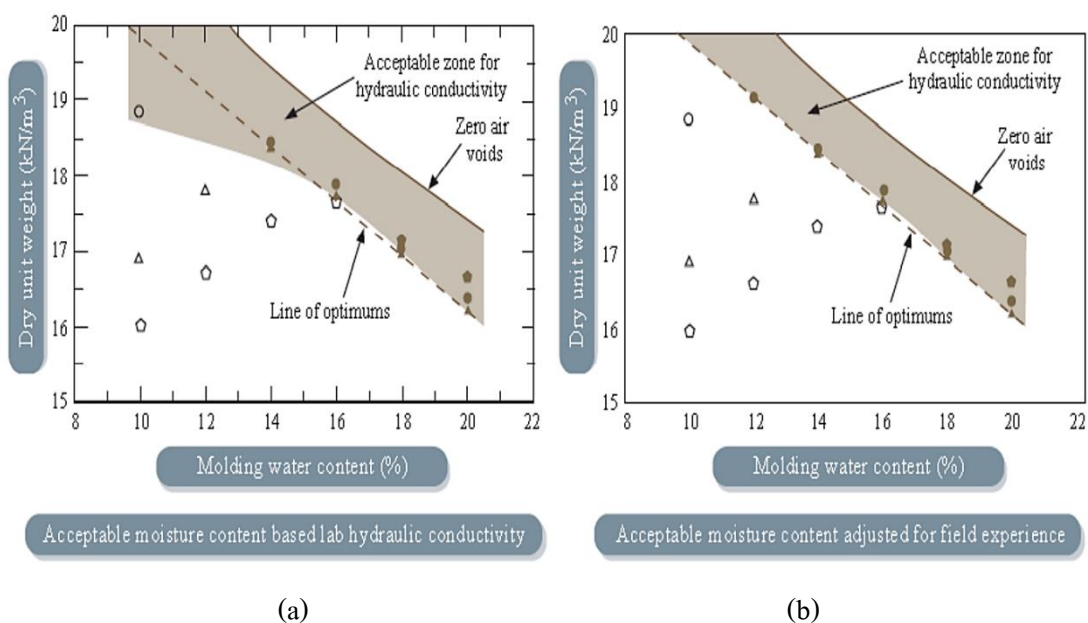 20
19
18
17
16
15
8
10
12
14
16
18
20
22
Dry unit weight (kN/m³)
Acceptable zone for
hydraulic conductivity
Zero air
voids
Line of optimums
Molding water content (%)
Acceptable moisture content based lab hydraulic conductivity
(a)
20
19
18
17
16
15
8
10
12
14
16
18
20
22
Dry unit weight (kN/m³)
Acceptable zone for
hydraulic conductivity
Zero air
voids
Line of optimums
Molding water content (%)
Acceptable moisture content adjusted for field experience
(b)